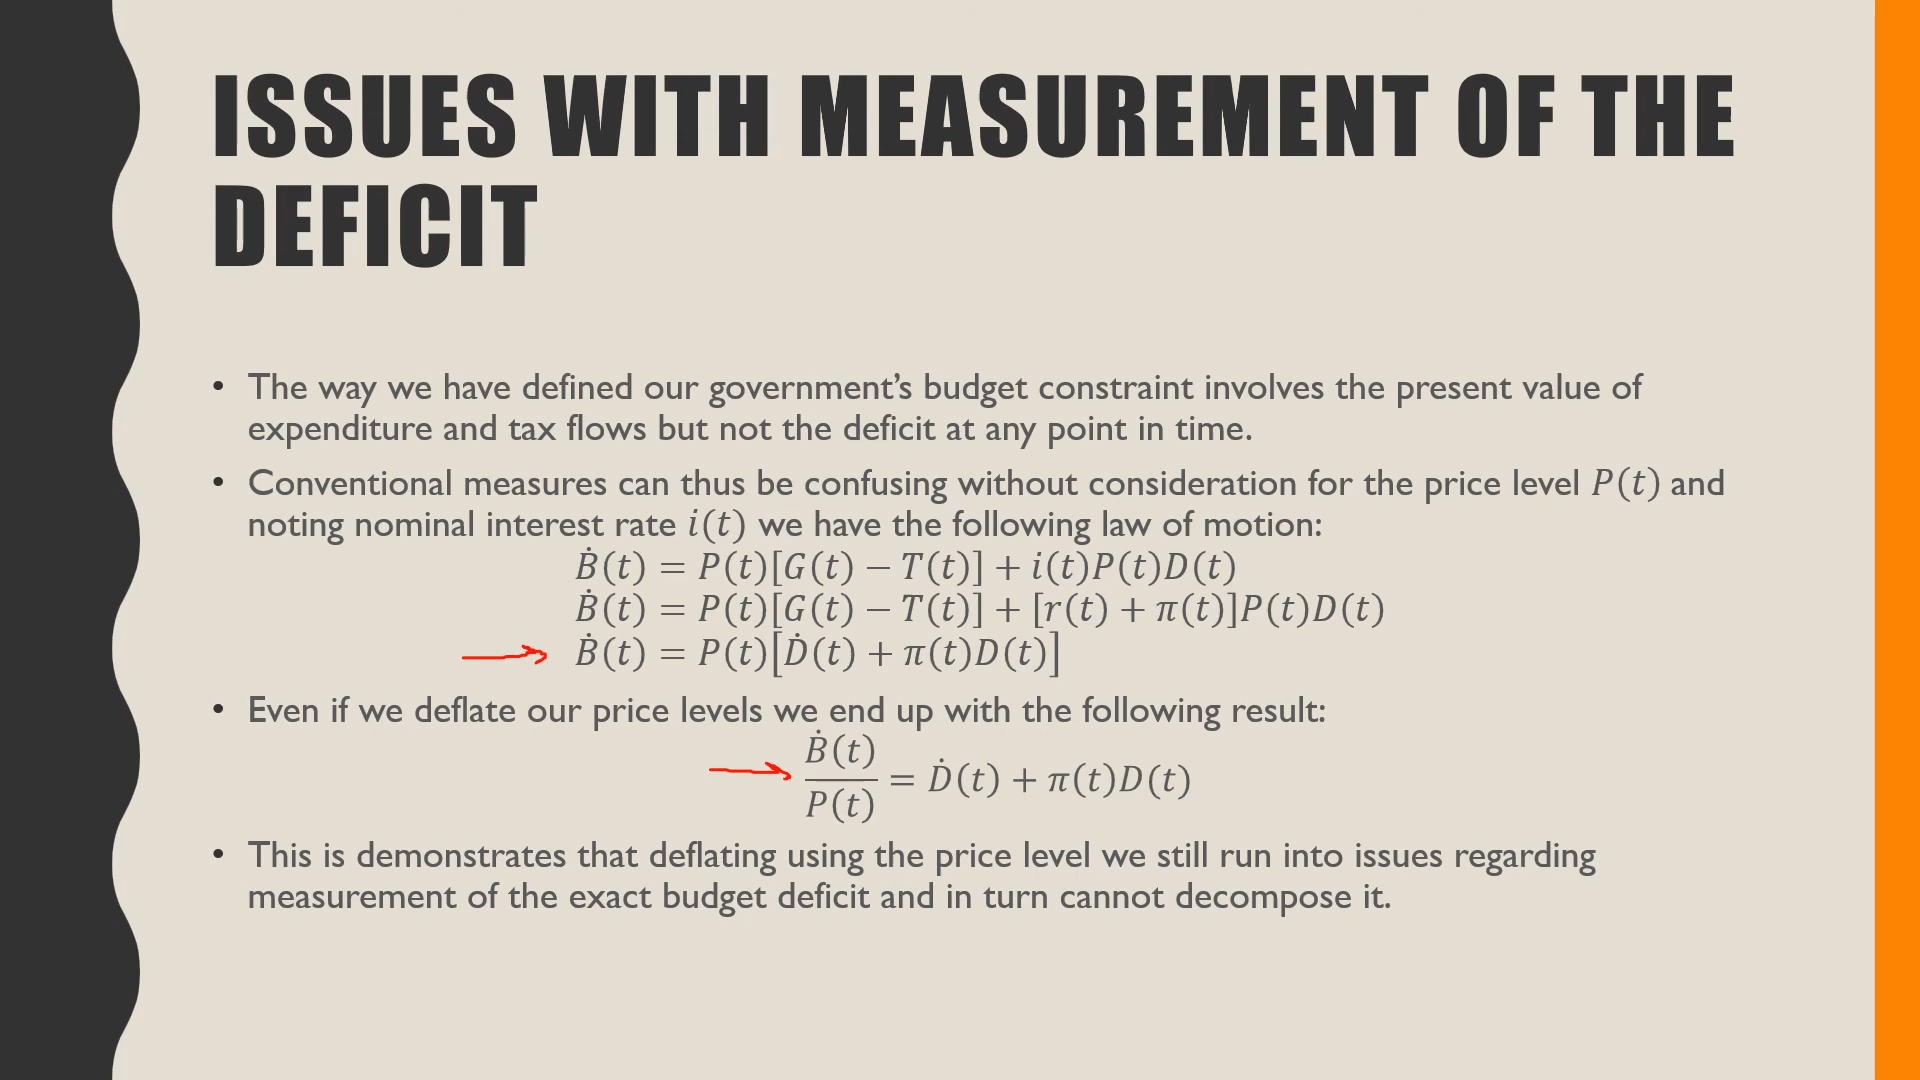 ISSUES WITH MEASUREMENT OF THE
DEFICIT
• The way we have defined our government’s budget constraint involves the present value of
expenditure and tax flows but not the deficit at any point in time.
• Conventional measures can thus be confusing without consideration for the price level P(t) and
noting nominal interest rate i(t) we have the following law of motion:
Ḃ(t) = P(t)[G(t) − T(t)] + i(t)P(t)D(t)
Ḃ(t) = P(t)[G(t) − T(t)] + [r(t) + π(t)]P(t)D(t)
Ḃ(t) = P(t)[Ḋ(t) + π(t)D(t)]
• Even if we deflate our price levels we end up with the following result:
Ḃ(t)/P(t) = Ḋ(t) + π(t)D(t)
• This is demonstrates that deflating using the price level we still run into issues regarding
measurement of the exact budget deficit and in turn cannot decompose it.